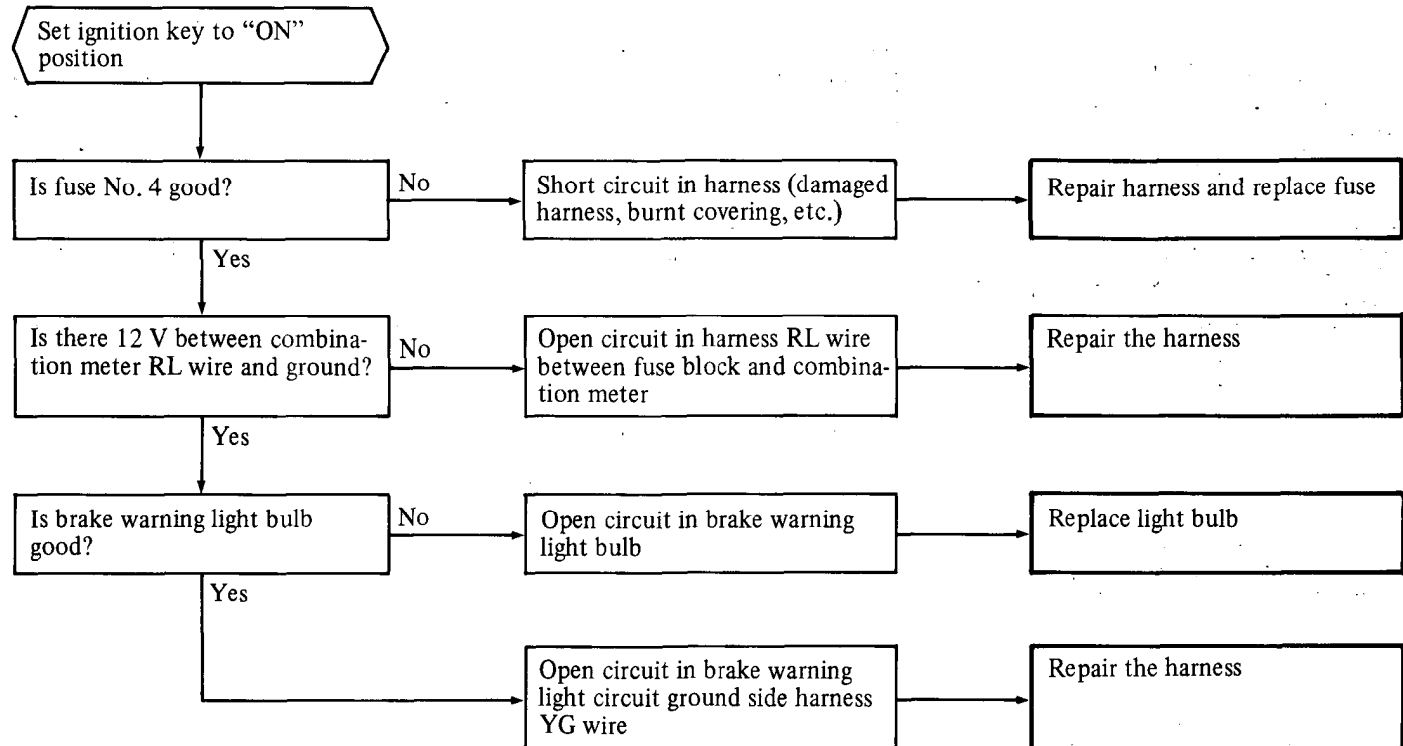 Set ignition key to “ON”
position
Is fuse No. 4 good?
No
Short circuit in harness (damaged
harness, burnt covering, etc.)
Repair harness and replace fuse
Yes
Is there 12 V between combina-
tion meter RL wire and ground?
No
Open circuit in harness RL wire
between fuse block and combina-
tion meter
Repair the harness
Yes
Is brake warning light bulb
good?
No
Open circuit in brake warning
light bulb
Replace light bulb
Yes
Open circuit in brake warning
light circuit ground side harness
YG wire
Repair the harness